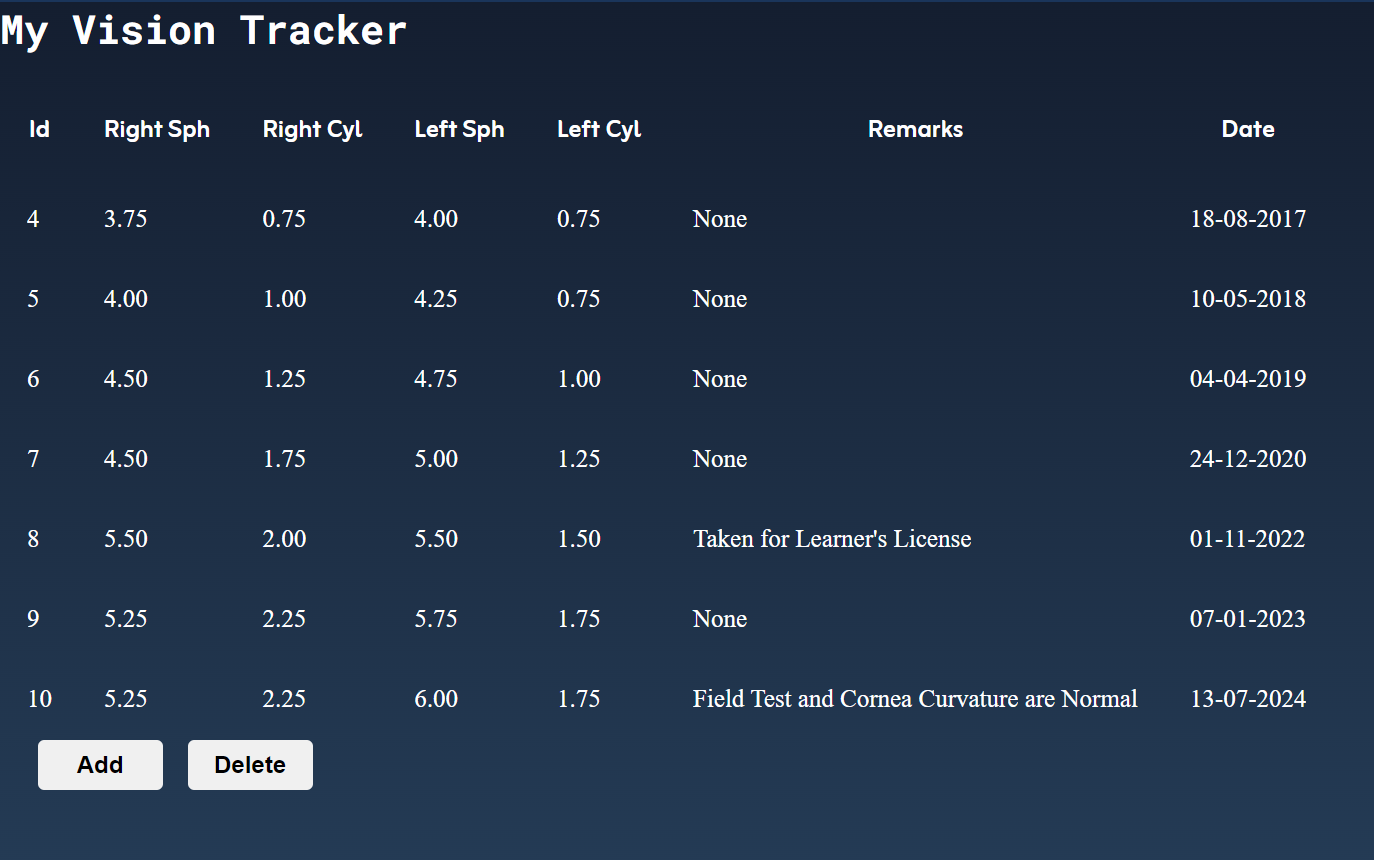 My Vision Tracker
Id Right Sph Right Cyl Left Sph Left Cyl Remarks Date
4 3.75 0.75 4.00 0.75 None 18-08-2017
5 4.00 1.00 4.25 0.75 None 10-05-2018
6 4.50 1.25 4.75 1.00 None 04-04-2019
7 4.50 1.75 5.00 1.25 None 24-12-2020
8 5.50 2.00 5.50 1.50 Taken for Learner's License 01-11-2022
9 5.25 2.25 5.75 1.75 None 07-01-2023
10 5.25 2.25 6.00 1.75 Field Test and Cornea Curvature are Normal 13-07-2024
Add Delete